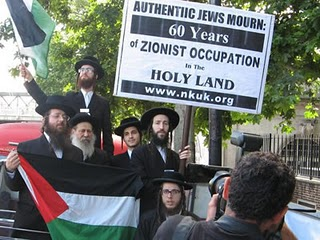 AUTHENTIC JEWS MOURN:
60 Years
of ZIONIST OCCUPATION
in the
HOLY LAND
www.nkuk.org